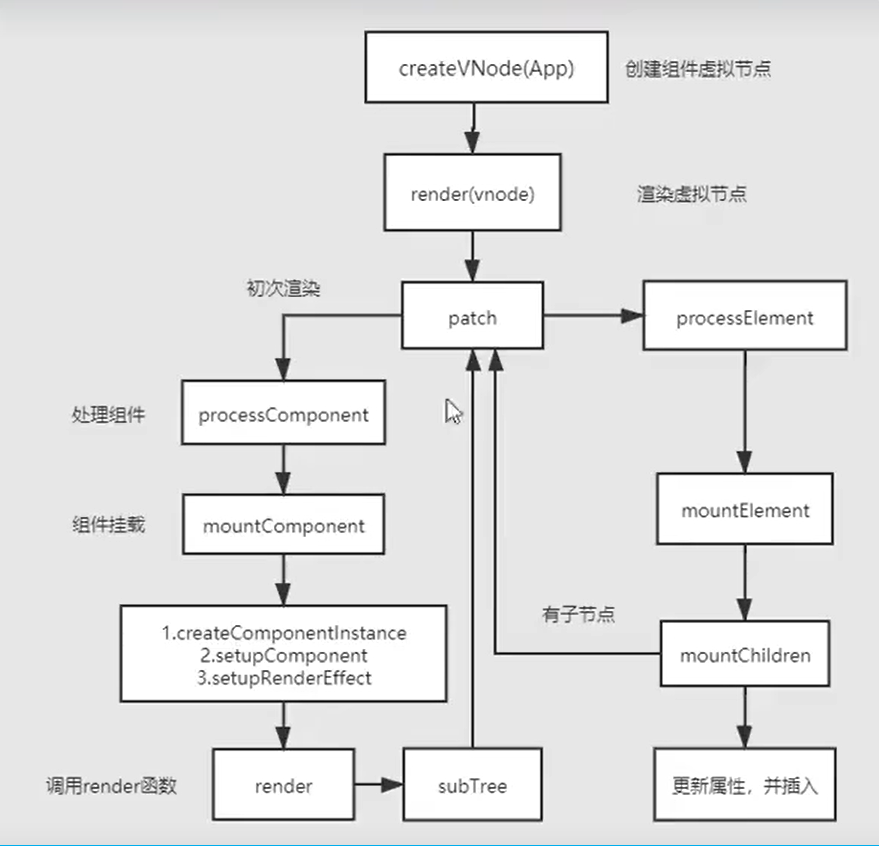 createVNode(App)
创建组件虚拟节点
render(vnode)
渲染虚拟节点
初次渲染
patch
processElement
处理组件
processComponent
mountElement
组件挂载
mountComponent
有子节点
1.createComponentInstance
2.setupComponent
3.setupRenderEffect
mountChildren
调用render函数
render
subTree
更新属性，并插入